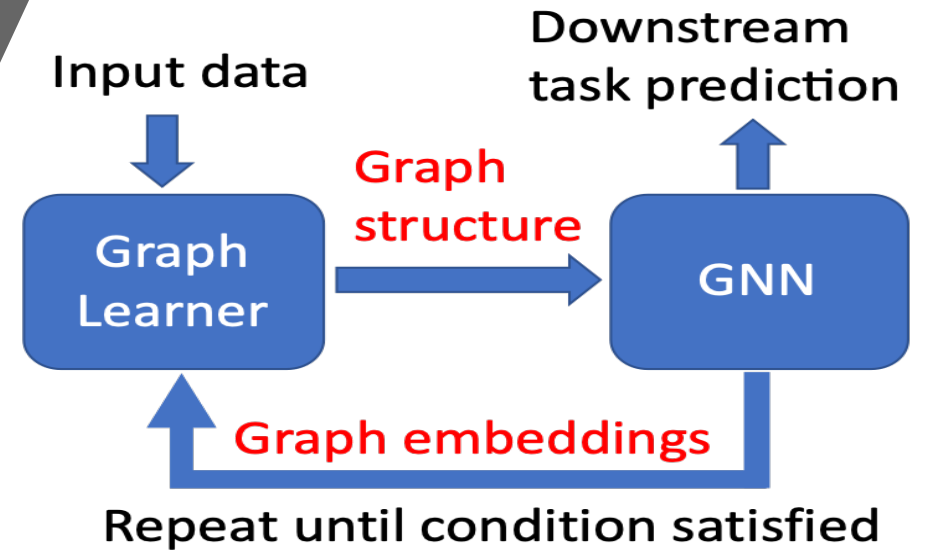 Input data
Downstream
task prediction
Graph
structure
Graph
Learner
GNN
Graph embeddings
Repeat until condition satisfied